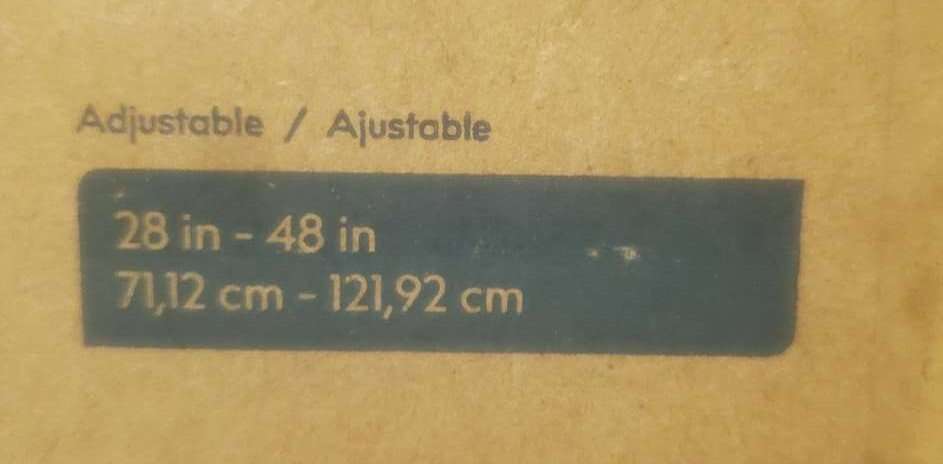 Adjustable / Ajustable
28 in - 48 in
71,12 cm - 121,92 cm